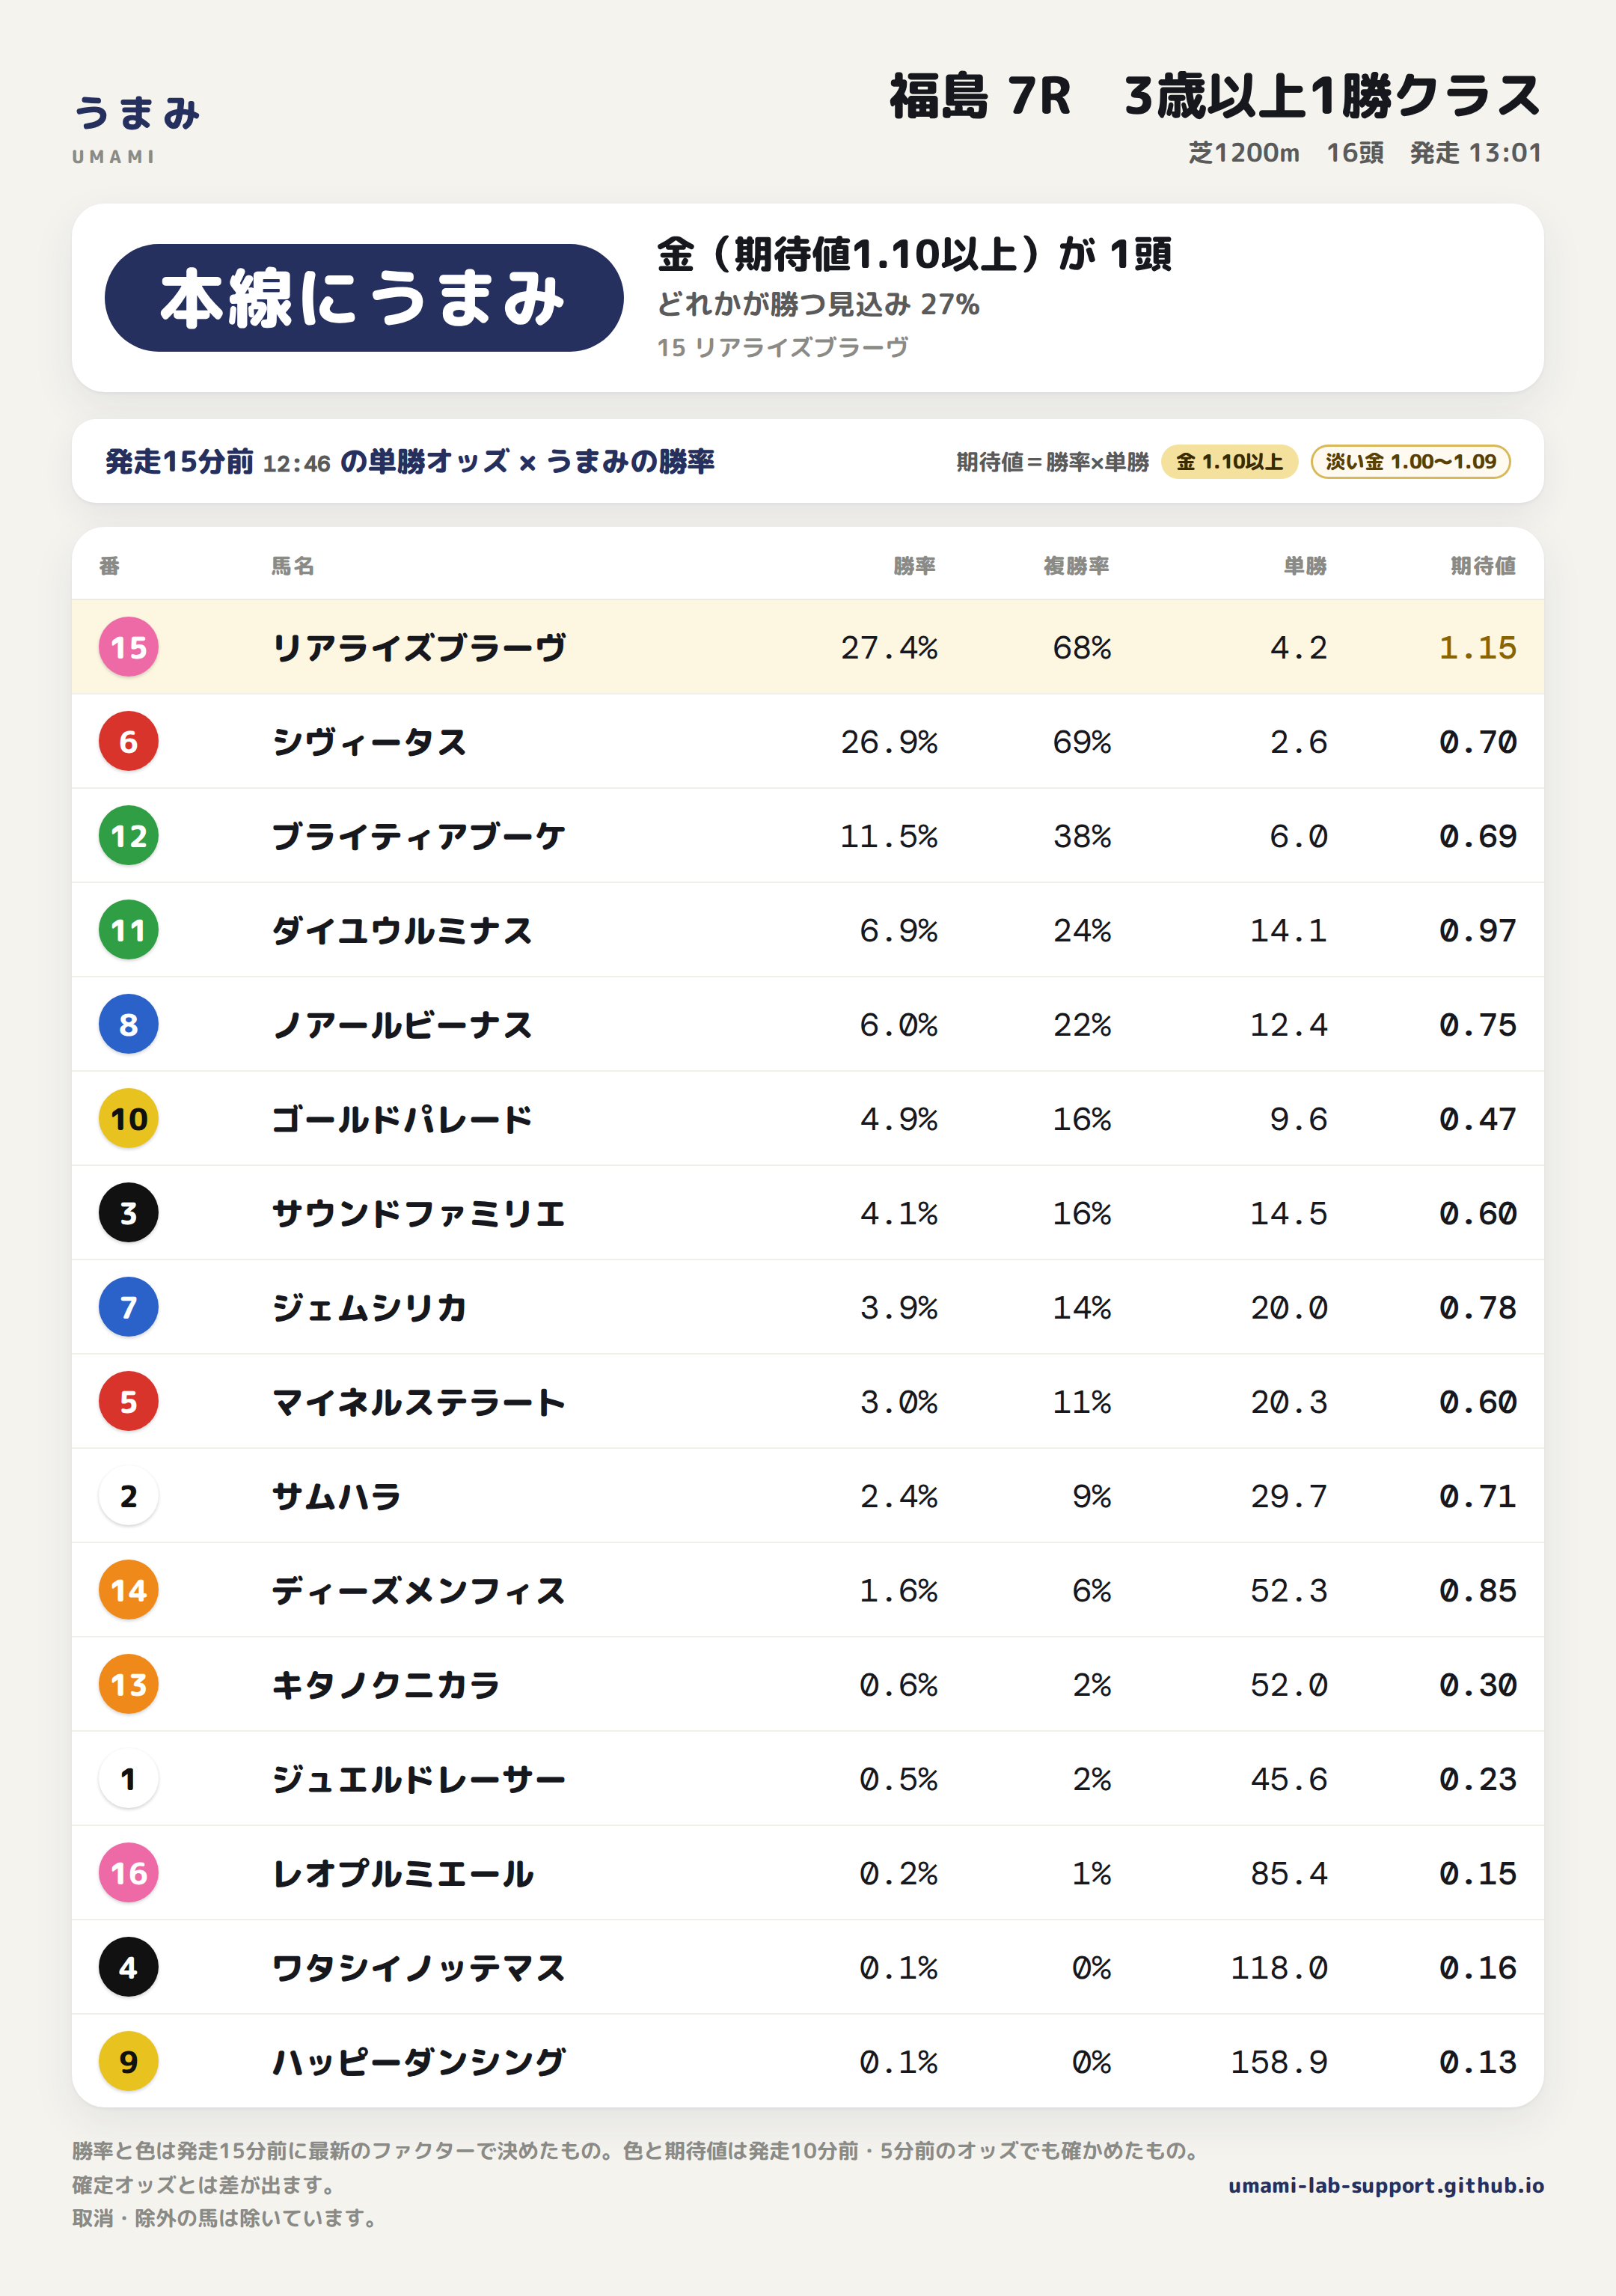 うまみ
UMAMI
福島 7R　3歳以上1勝クラス
芝1200m　16頭　発走 13:01
本線にうまみ
金（期待値1.10以上）が 1頭
どれかが勝つ見込み 27%
15 リアライズブラーヴ
発走15分前 12:46 の単勝オッズ × うまみの勝率
期待値＝勝率×単勝 金 1.10以上 淡い金 1.00〜1.09
番 馬名 勝率 複勝率 単勝 期待値
15 リアライズブラーヴ 27.4% 68% 4.2 1.15
6 シヴィータス 26.9% 69% 2.6 0.70
12 ブライティアブーケ 11.5% 38% 6.0 0.69
11 ダイユウルミナス 6.9% 24% 14.1 0.97
8 ノアールビーナス 6.0% 22% 12.4 0.75
10 ゴールドパレード 4.9% 16% 9.6 0.47
3 サウンドファミリエ 4.1% 16% 14.5 0.60
7 ジェムシリカ 3.9% 14% 20.0 0.78
5 マイネルステラート 3.0% 11% 20.3 0.60
2 サムハラ 2.4% 9% 29.7 0.71
14 ディーズメンフィス 1.6% 6% 52.3 0.85
13 キタノクニカラ 0.6% 2% 52.0 0.30
1 ジュエルドレーサー 0.5% 2% 45.6 0.23
16 レオプルミエール 0.2% 1% 85.4 0.15
4 ワタシイノッテマス 0.1% 0% 118.0 0.16
9 ハッピーダンシング 0.1% 0% 158.9 0.13
勝率と色は発走15分前に最新のファクターで決めたもの。色と期待値は発走10分前・5分前のオッズでも確かめたもの。
確定オッズとは差が出ます。
取消・除外の馬は除いています。
umami-lab-support.github.io